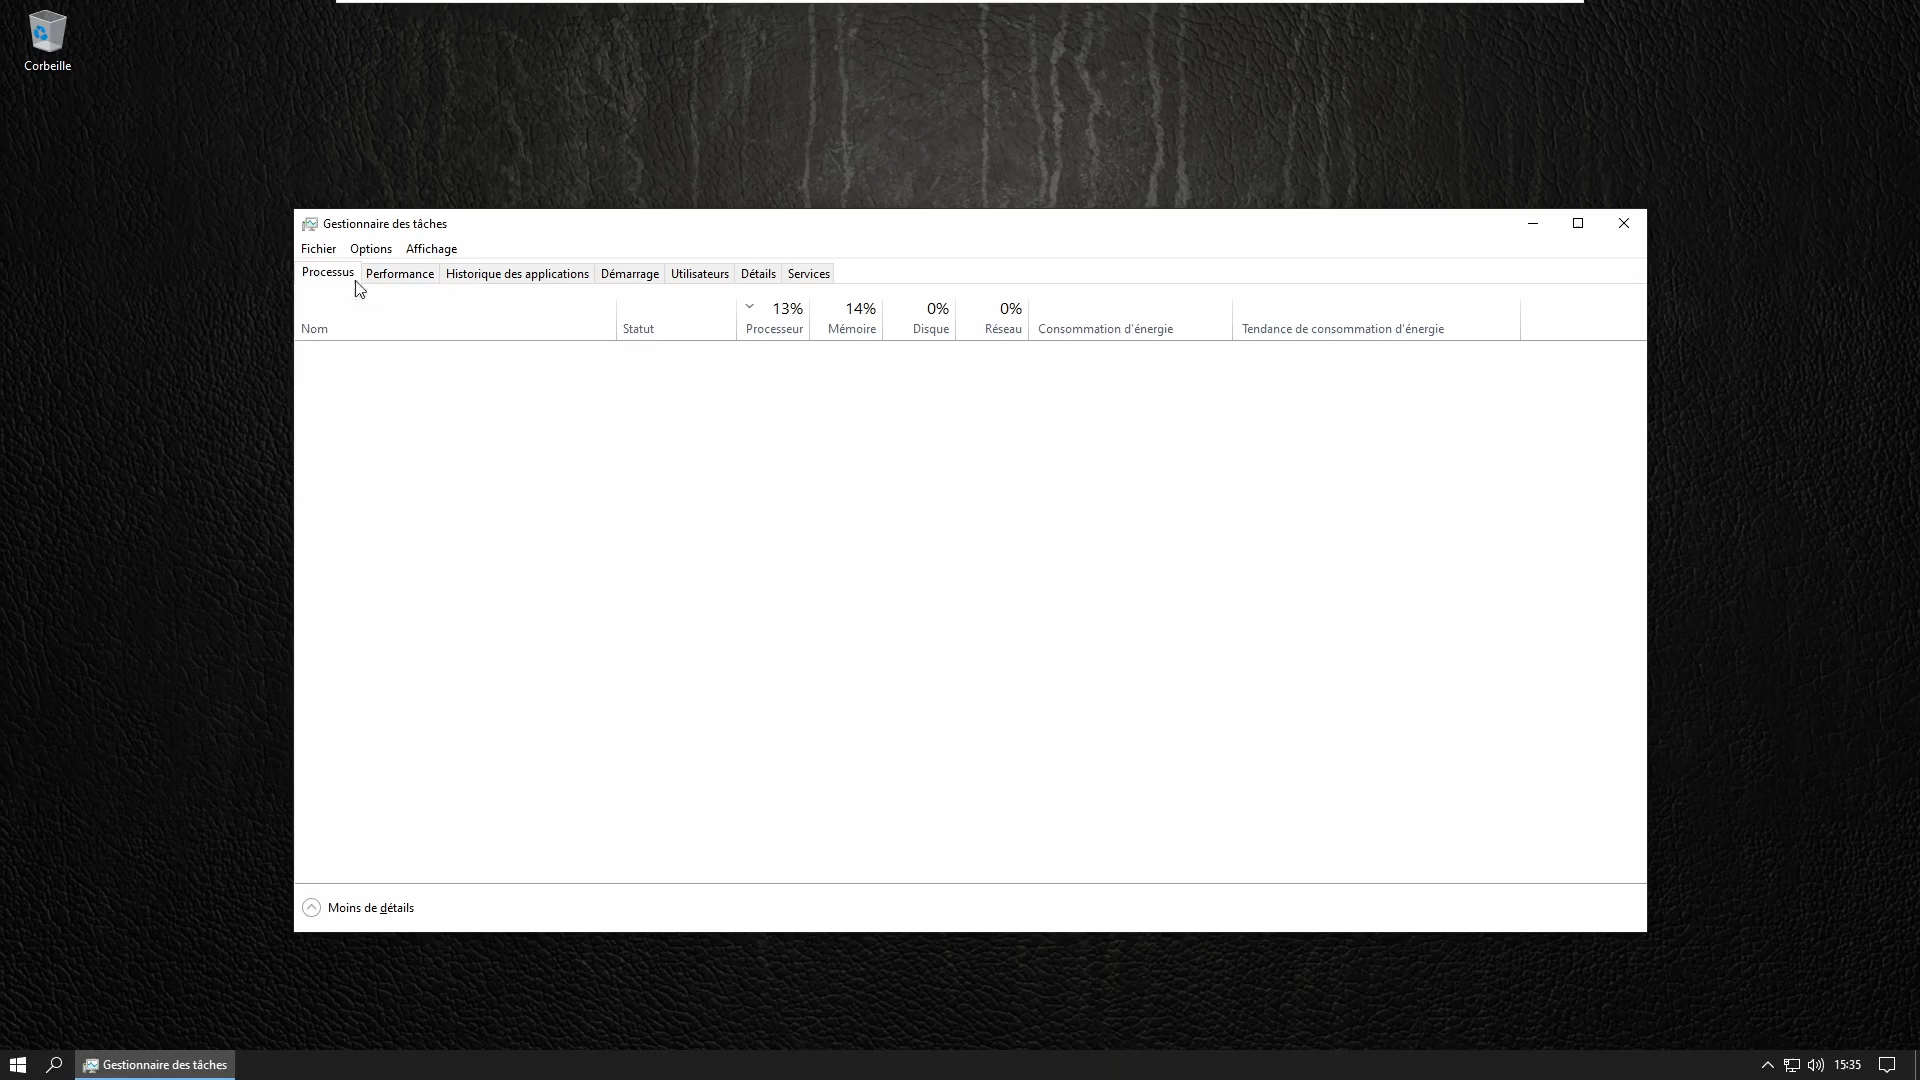 Corbeille
Gestionnaire des tâches
Fichier Options Affichage
Processus Performance Historique des applications Démarrage Utilisateurs Détails Services
13% 14% 0% 0%
Nom Statut Processeur Mémoire Disque Réseau Consommation d'énergie Tendance de consommation d'énergie
Moins de détails
Gestionnaire des tâches 15:35